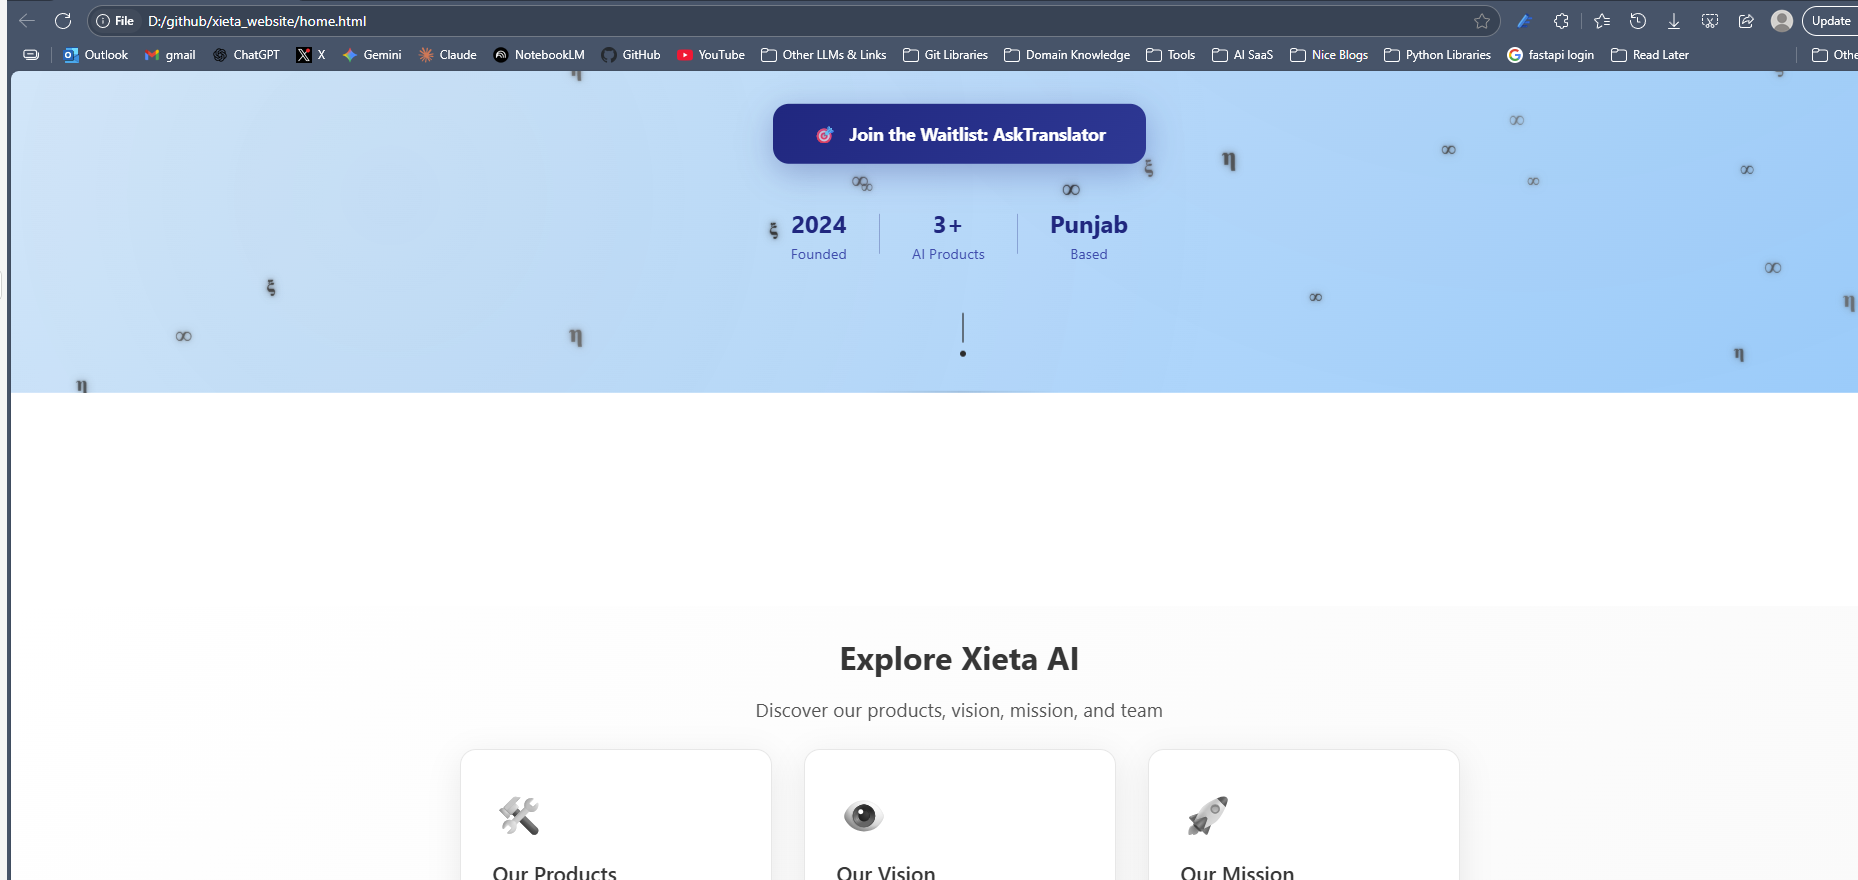 File D:/github/xieta_website/home.html Update
Outlook gmail ChatGPT X Gemini Claude NotebookLM GitHub YouTube Other LLMs & Links Git Libraries Domain Knowledge Tools AI SaaS Nice Blogs Python Libraries fastapi login Read Later Othe
η
ξ
∞
🎯 Join the Waitlist: AskTranslator
∞
ξ
η
∞
∞
∞
∞
∞
∞
ξ
2024
3+
Punjab
Founded
AI Products
Based
∞
ξ
∞
η
∞
η
η
η
Explore Xieta AI
Discover our products, vision, mission, and team
Our Products
Our Vision
Our Mission